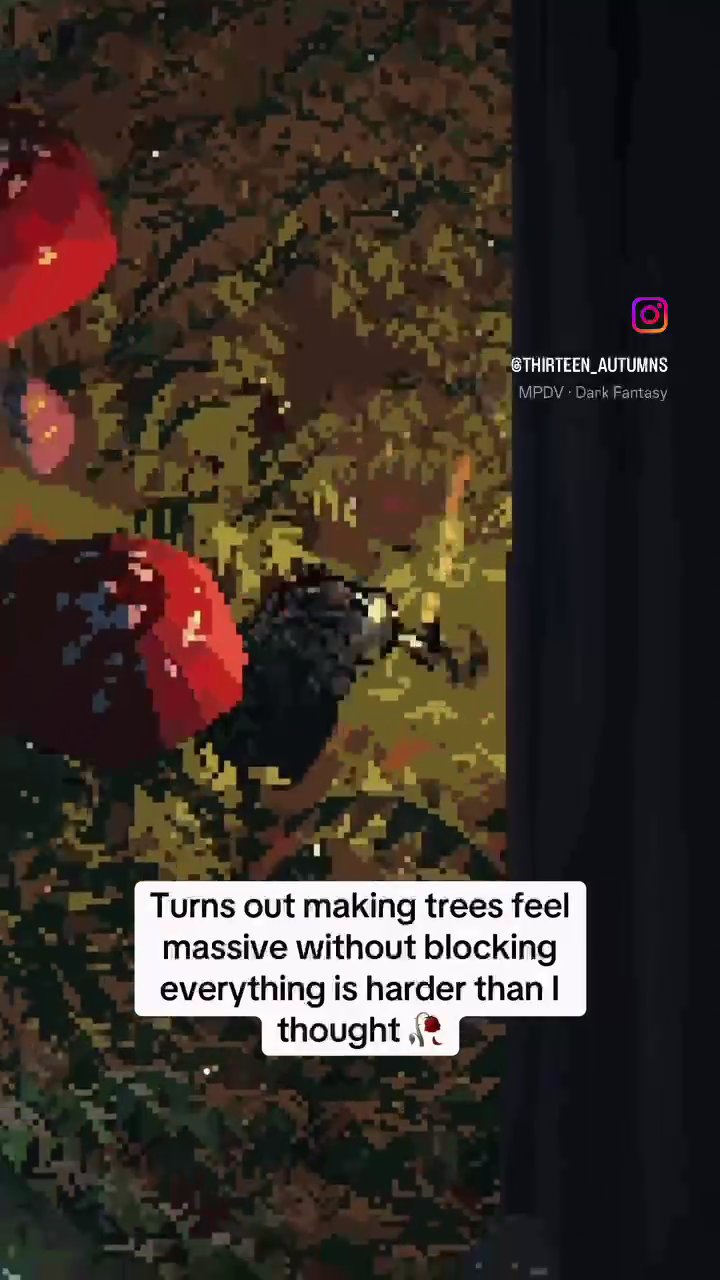 @THIRTEEN_AUTUMNS
MPDV · Dark Fantasy
Turns out making trees feel
massive without blocking
everything is harder than I
thought 🥀